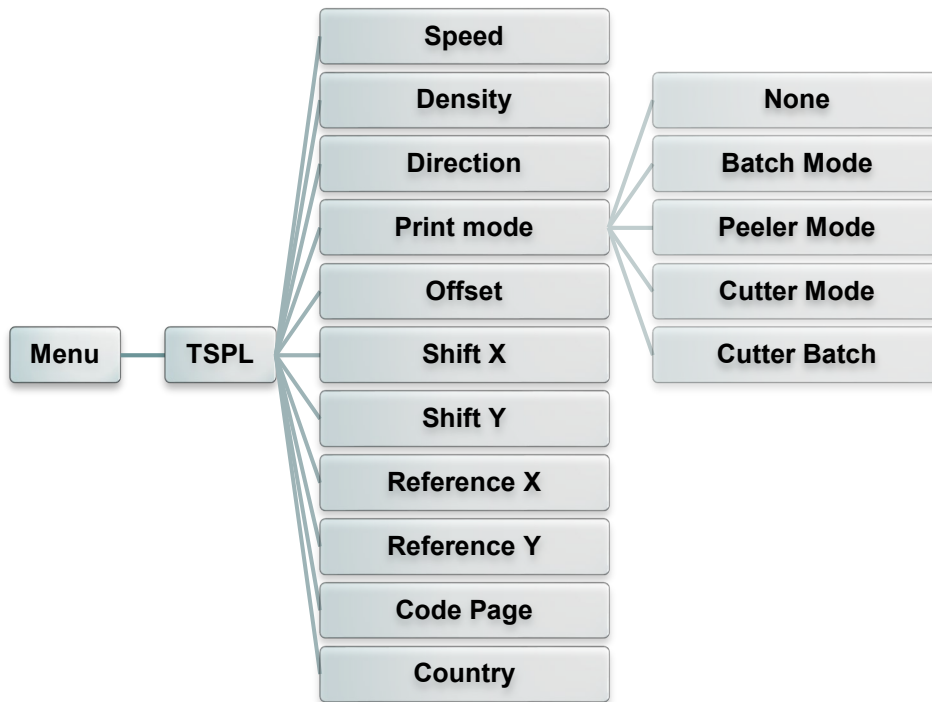 Menu
TSPL
Speed
Density
Direction
Print mode
Offset
Shift X
Shift Y
Reference X
Reference Y
Code Page
Country
None
Batch Mode
Peeler Mode
Cutter Mode
Cutter Batch